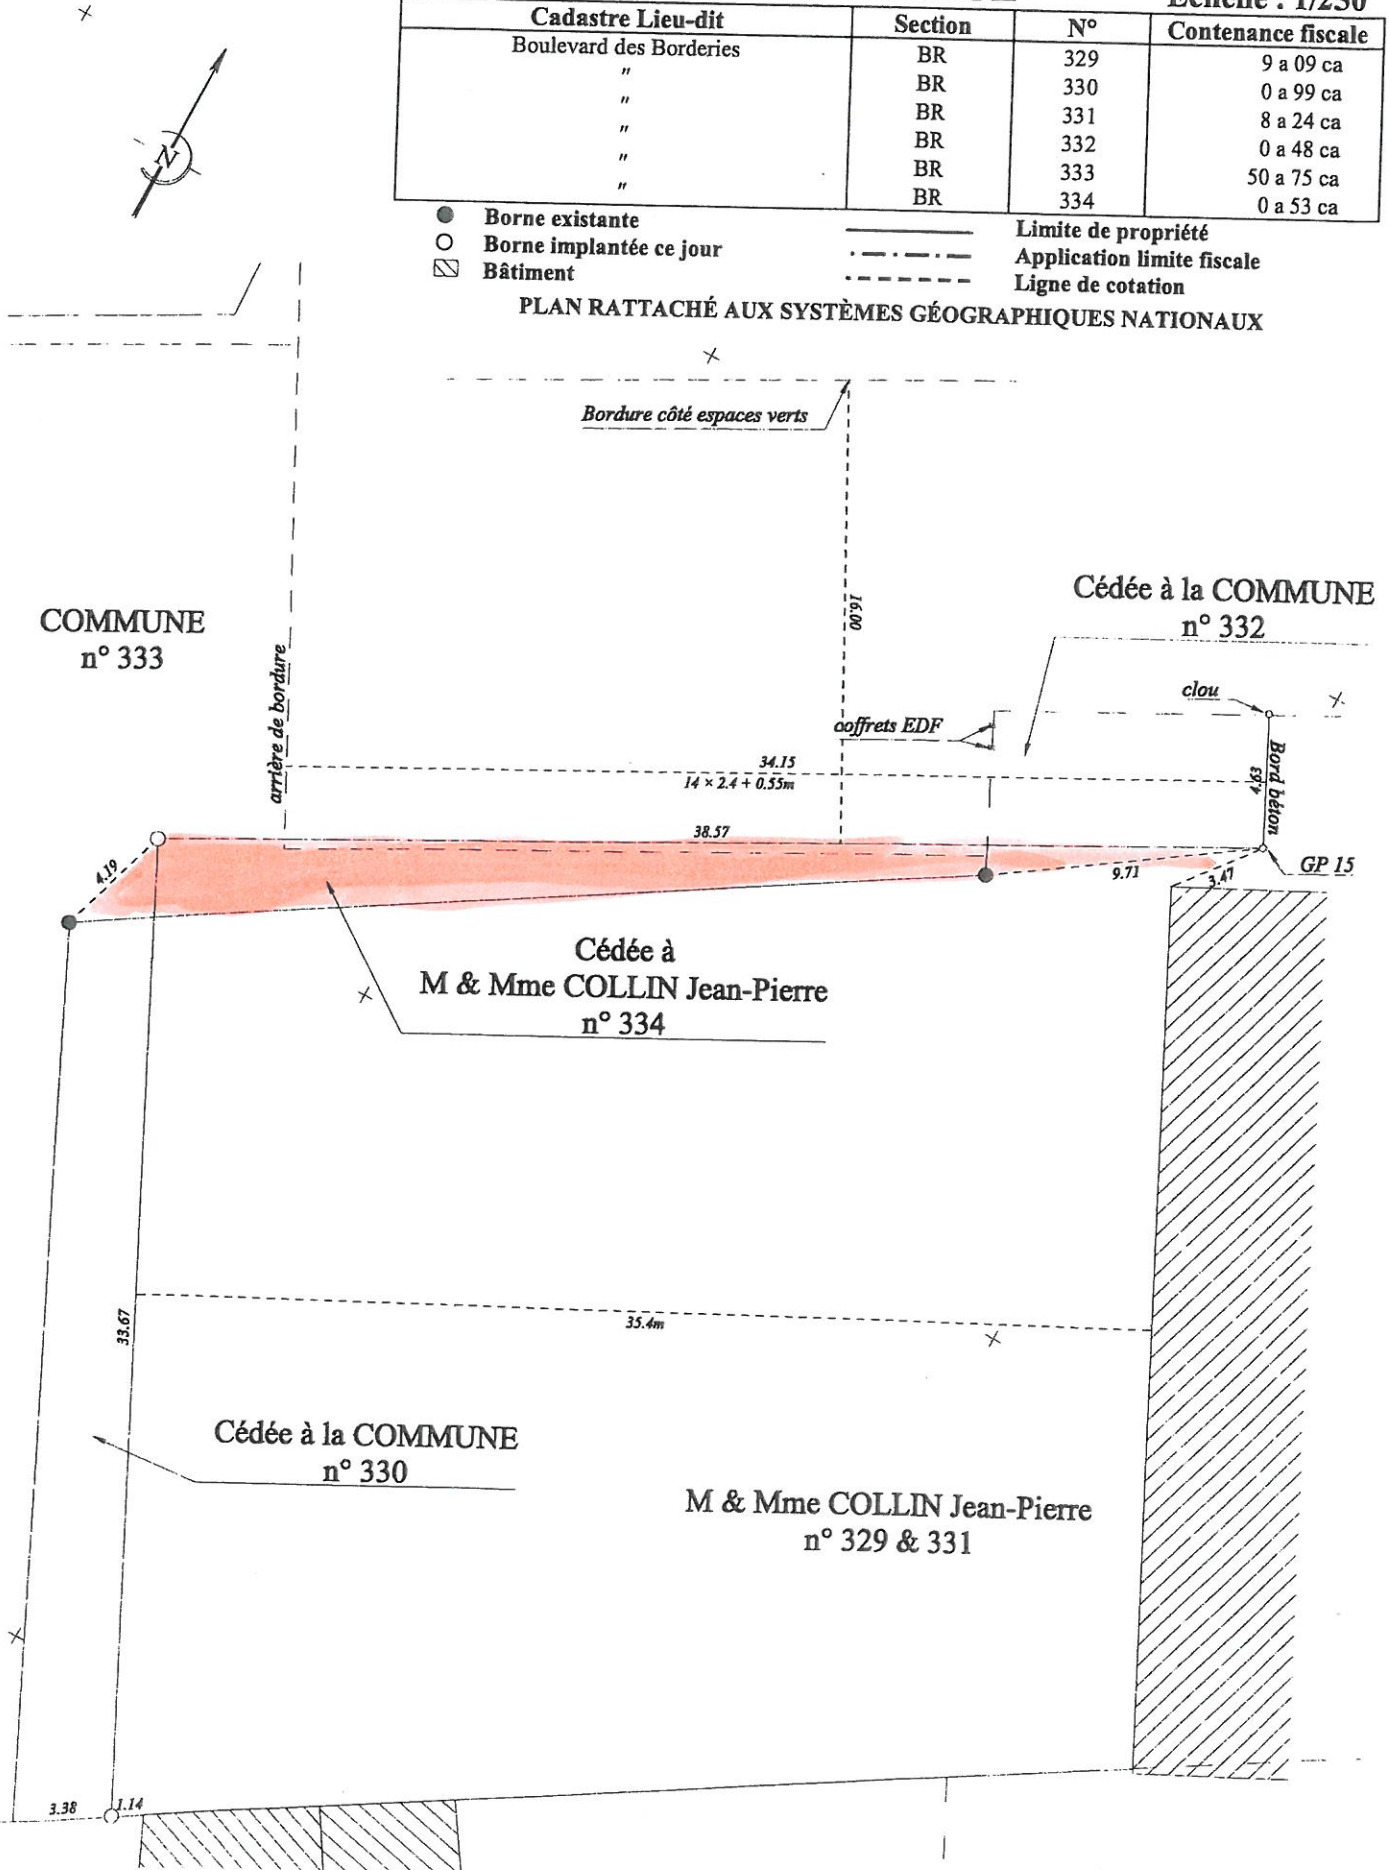 Echelle : 1/250
Cadastre Lieu-dit Section N° Contenance fiscale
Boulevard des Borderies BR 329 9 a 09 ca
" BR 330 0 a 99 ca
" BR 331 8 a 24 ca
" BR 332 0 a 48 ca
" BR 333 50 a 75 ca
" BR 334 0 a 53 ca
N
Borne existante
Borne implantée ce jour
Bâtiment
Limite de propriété
Application limite fiscale
Ligne de cotation
PLAN RATTACHÉ AUX SYSTÈMES GÉOGRAPHIQUES NATIONAUX
Bordure côté espaces verts
16.00
COMMUNE
n° 333
arrière de bordure
Cédée à la COMMUNE
n° 332
clou
coffrets EDF
Bord béton
4.63
34.15
14 × 2.4 + 0.55m
38.57
4.19
9.71
3.47
GP 15
Cédée à
M & Mme COLLIN Jean-Pierre
n° 334
33.67
35.4m
Cédée à la COMMUNE
n° 330
M & Mme COLLIN Jean-Pierre
n° 329 & 331
3.38
1.14